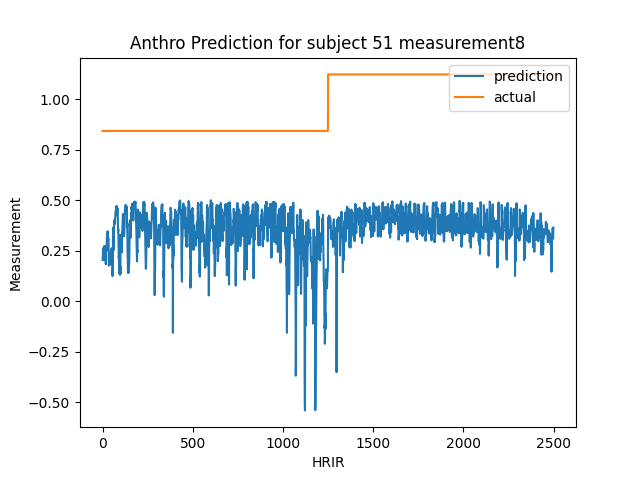 Anthro Prediction for subject 51 measurement8
prediction
actual
1.00
0.75
0.50
0.25
0.00
−0.25
−0.50
Measurement
0
500
1000
1500
2000
2500
HRIR